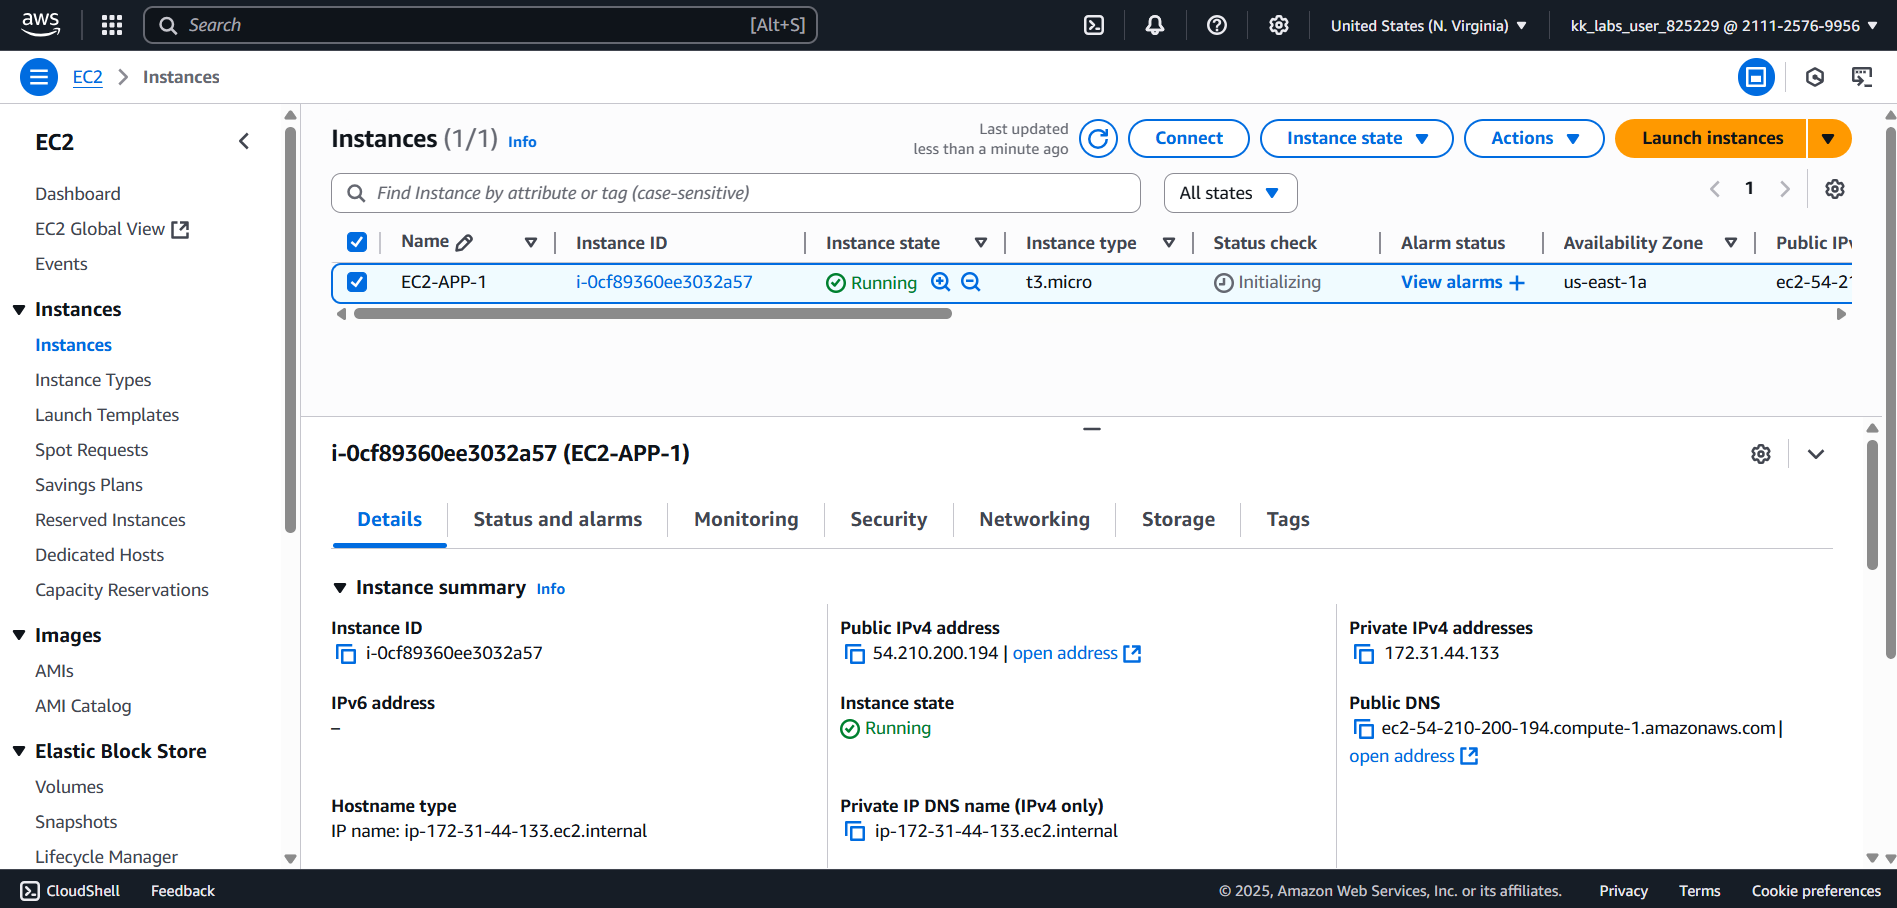 aws
Search [Alt+S]
United States (N. Virginia)
kk_labs_user_825229 @ 2111-2576-9956
EC2 > Instances
EC2
Dashboard
EC2 Global View
Events
Instances
Instances
Instance Types
Launch Templates
Spot Requests
Savings Plans
Reserved Instances
Dedicated Hosts
Capacity Reservations
Images
AMIs
AMI Catalog
Elastic Block Store
Volumes
Snapshots
Lifecycle Manager
Instances (1/1) Info
Last updated
less than a minute ago
Connect
Instance state
Actions
Launch instances
Find Instance by attribute or tag (case-sensitive)
All states
1
Name Instance ID Instance state Instance type Status check Alarm status Availability Zone Public IPv
EC2-APP-1 i-0cf89360ee3032a57 Running t3.micro Initializing View alarms + us-east-1a ec2-54-21
i-0cf89360ee3032a57 (EC2-APP-1)
Details Status and alarms Monitoring Security Networking Storage Tags
Instance summary Info
Instance ID
i-0cf89360ee3032a57
Public IPv4 address
54.210.200.194 | open address
Private IPv4 addresses
172.31.44.133
IPv6 address
–
Instance state
Running
Public DNS
ec2-54-210-200-194.compute-1.amazonaws.com |
open address
Hostname type
IP name: ip-172-31-44-133.ec2.internal
Private IP DNS name (IPv4 only)
ip-172-31-44-133.ec2.internal
CloudShell Feedback
© 2025, Amazon Web Services, Inc. or its affiliates. Privacy Terms Cookie preferences